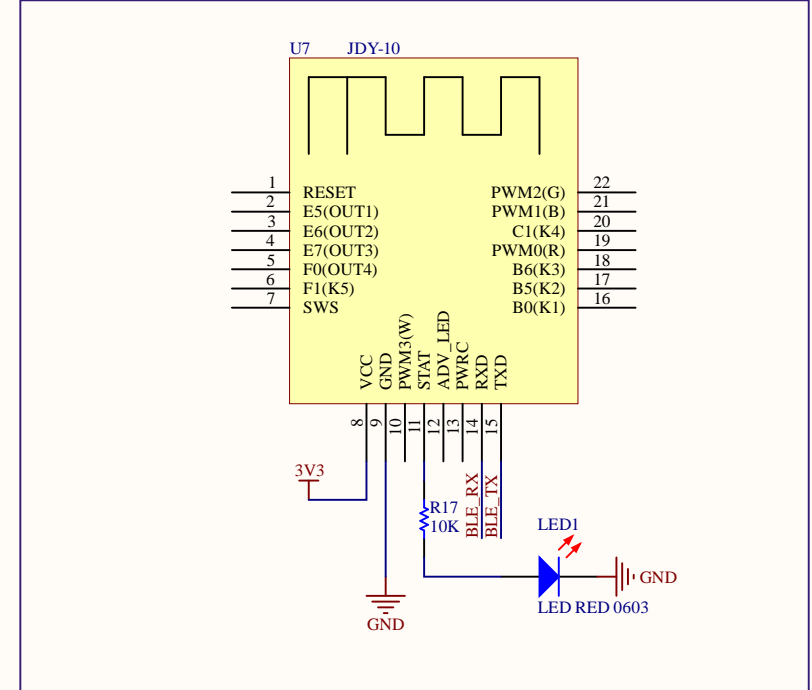 U7 JDY-10
1 RESET
2 E5(OUT1)
3 E6(OUT2)
4 E7(OUT3)
5 F0(OUT4)
6 F1(K5)
7 SWS
PWM2(G) 22
PWM1(B) 21
C1(K4) 20
PWM0(R) 19
B6(K3) 18
B5(K2) 17
B0(K1) 16
VCC 8
GND 9
PWM3(W) 10
STAT 11
ADV_LED 12
PWRC 13
RXD 14
TXD 15
3V3
R17
10K
BLE_RX
BLE_TX
LED1
GND
LED RED 0603
GND